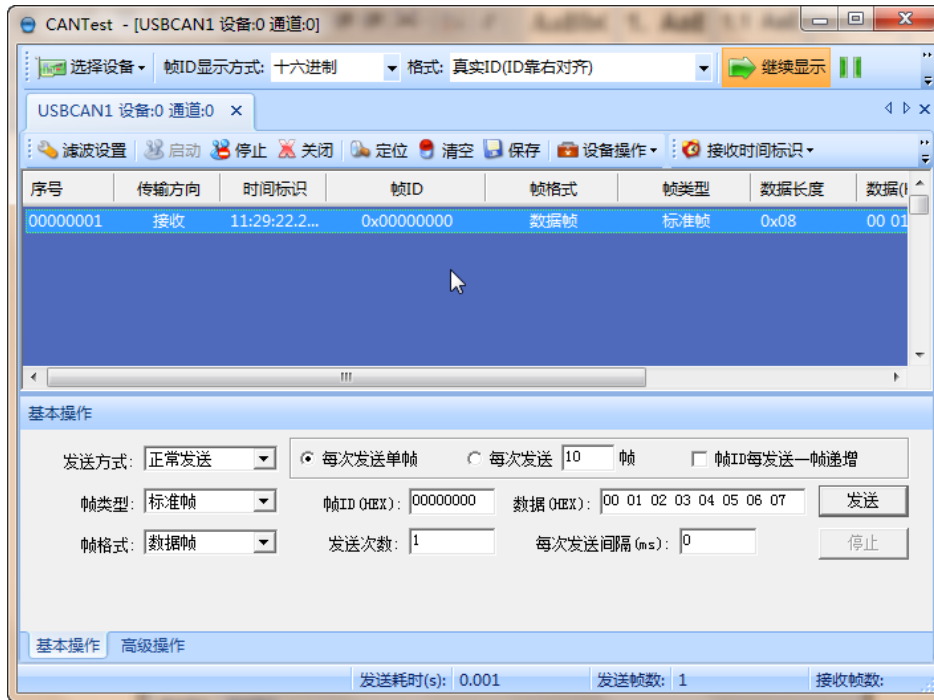 CANTest - [USBCAN1 设备:0 通道:0]
选择设备 帧ID显示方式: 十六进制 格式: 真实ID(ID靠右对齐) 继续显示
USBCAN1 设备:0 通道:0
滤波设置 启动 停止 关闭 定位 清空 保存 设备操作 接收时间标识
序号 传输方向 时间标识 帧ID 帧格式 帧类型 数据长度 数据(
00000001 接收 11:29:22.2... 0x00000000 数据帧 标准帧 0x08 00 01
基本操作
发送方式: 正常发送 每次发送单帧 每次发送 10 帧 帧ID每发送一帧递增
帧类型: 标准帧 帧ID(HEX): 00000000 数据(HEX): 00 01 02 03 04 05 06 07 发送
帧格式: 数据帧 发送次数: 1 每次发送间隔(ms): 0 停止
基本操作 高级操作
发送耗时(s): 0.001 发送帧数: 1 接收帧数: